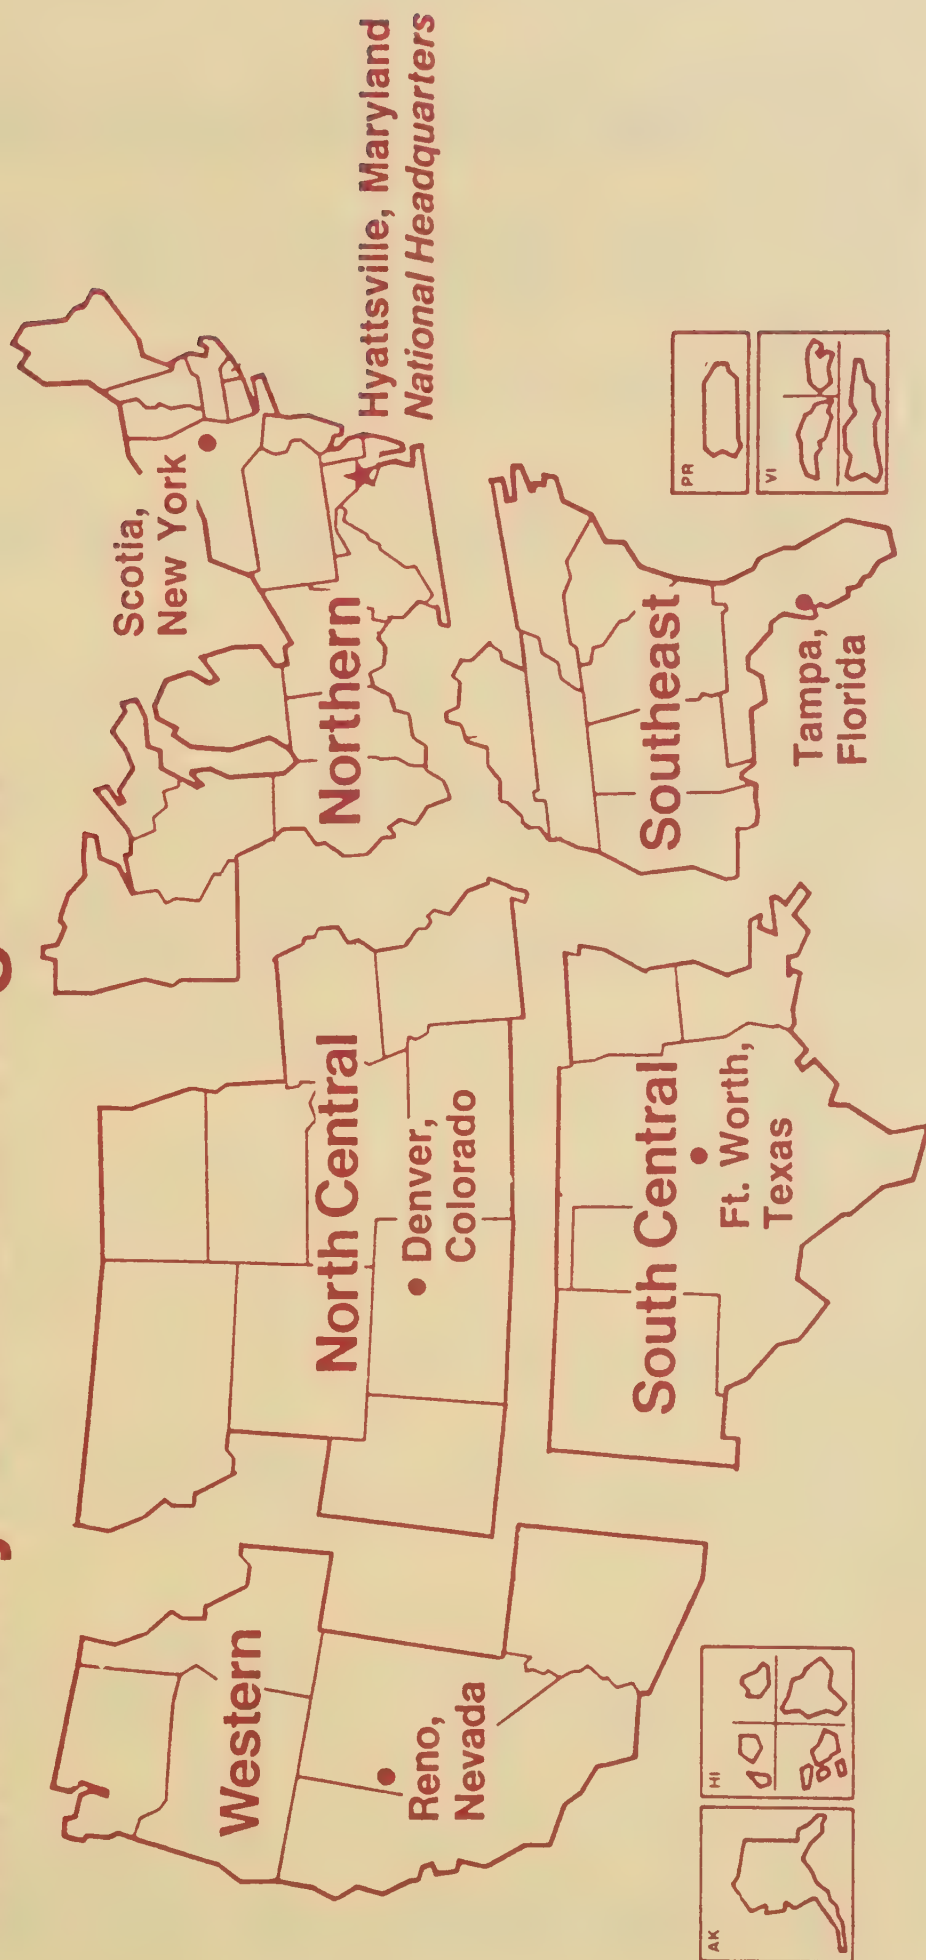 Scotia,
New York
Hyattsville, Maryland
National Headquarters
Northern
Western
Reno,
Nevada
North Central
Denver,
Colorado
Southeast
Tampa,
Florida
South Central
Ft. Worth,
Texas
AK
HI
PR
VI